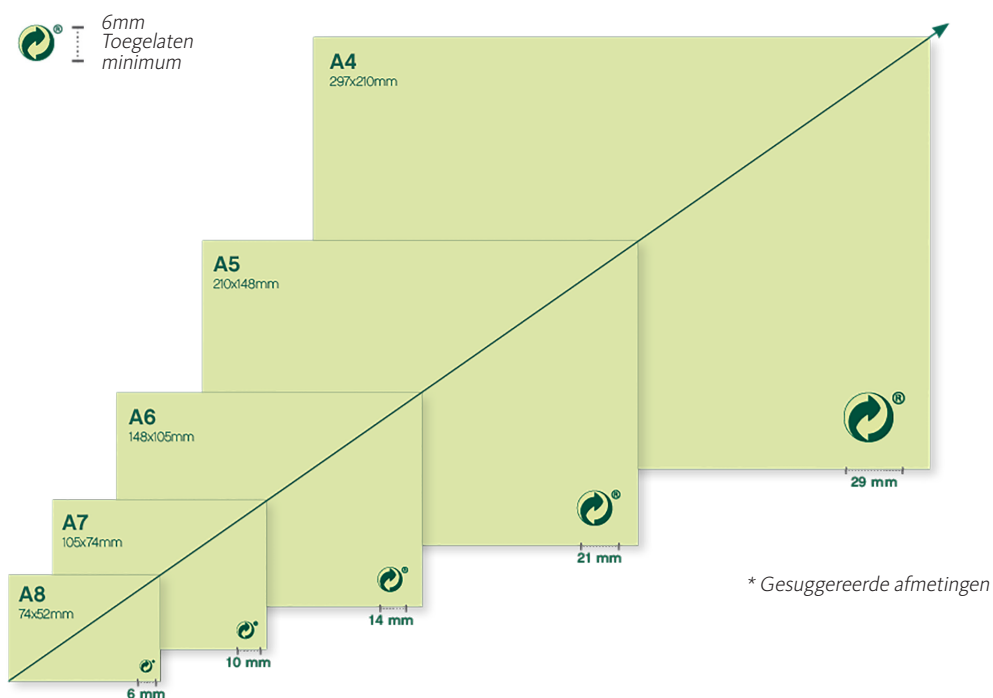 ®
6mm
Toegelaten
minimum
A4
297x210mm
®
29 mm
A5
210x148mm
®
21 mm
A6
148x105mm
®
14 mm
A7
105x74mm
10 mm
A8
74x52mm
6 mm
* Gesuggereerde afmetingen